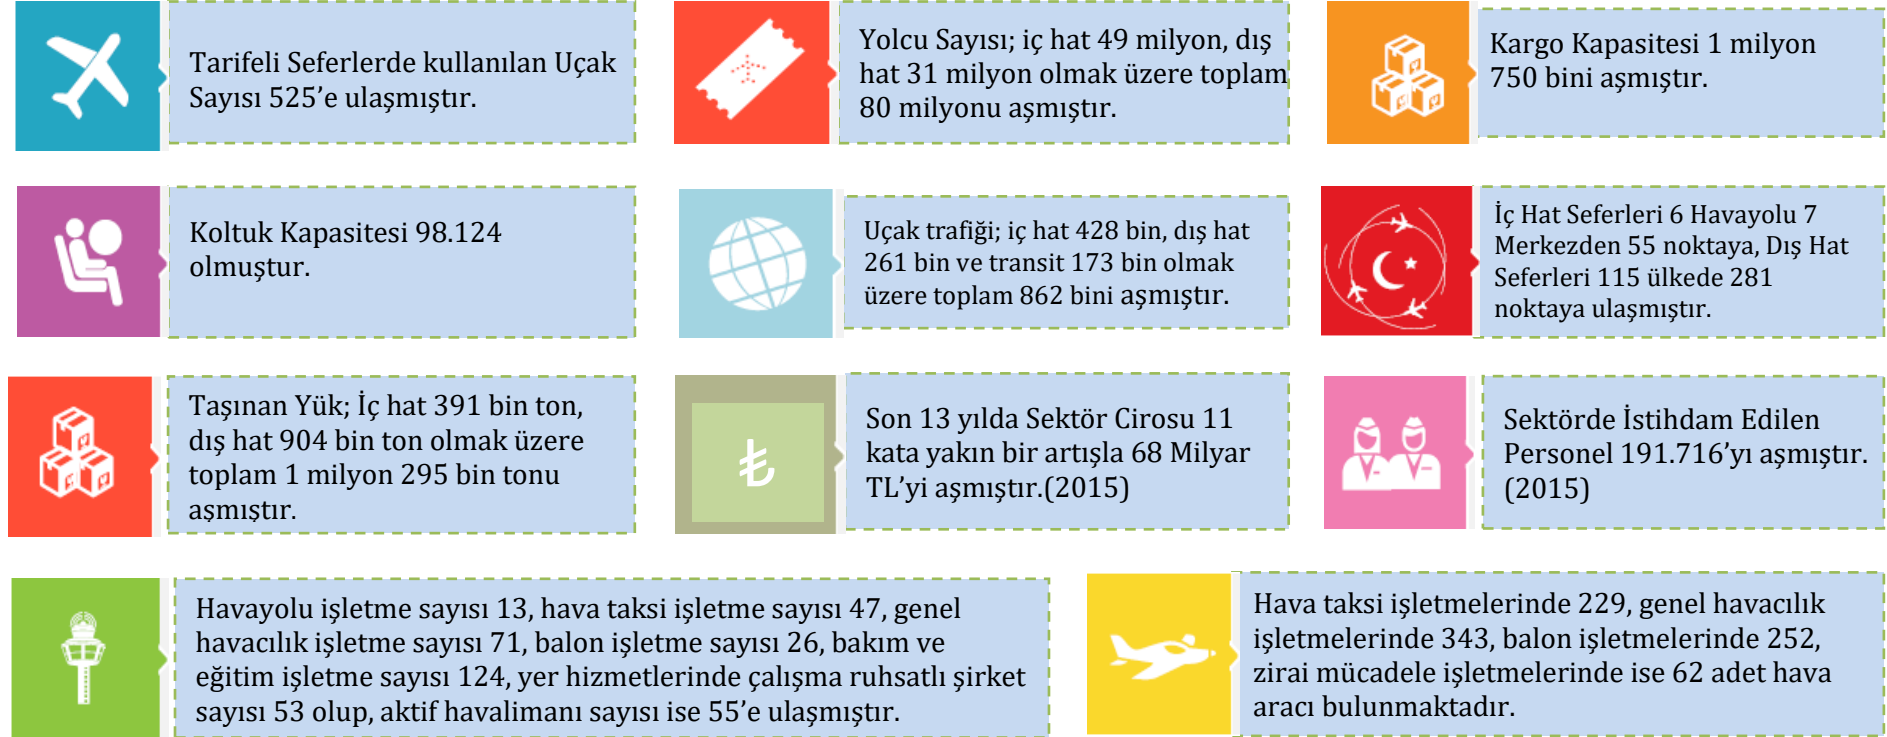 Tarifeli Seferlerde kullanılan Uçak
Sayısı 525’e ulaşmıştır.
Yolcu Sayısı; iç hat 49 milyon, dış
hat 31 milyon olmak üzere toplam
80 milyonu aşmıştır.
Kargo Kapasitesi 1 milyon
750 bini aşmıştır.
Koltuk Kapasitesi 98.124
olmuştur.
Uçak trafiği; iç hat 428 bin, dış hat
261 bin ve transit 173 bin olmak
üzere toplam 862 bini aşmıştır.
İç Hat Seferleri 6 Havayolu 7
Merkezden 55 noktaya, Dış Hat
Seferleri 115 ülkede 281
noktaya ulaşmıştır.
Taşınan Yük; İç hat 391 bin ton,
dış hat 904 bin ton olmak üzere
toplam 1 milyon 295 bin tonu
aşmıştır.
₺
Son 13 yılda Sektör Cirosu 11
kata yakın bir artışla 68 Milyar
TL’yi aşmıştır.(2015)
Sektörde İstihdam Edilen
Personel 191.716’yı aşmıştır.
(2015)
Havayolu işletme sayısı 13, hava taksi işletme sayısı 47, genel
havacılık işletme sayısı 71, balon işletme sayısı 26, bakım ve
eğitim işletme sayısı 124, yer hizmetlerinde çalışma ruhsatlı şirket
sayısı 53 olup, aktif havalimanı sayısı ise 55’e ulaşmıştır.
Hava taksi işletmelerinde 229, genel havacılık
işletmelerinde 343, balon işletmelerinde 252,
zirai mücadele işletmelerinde ise 62 adet hava
aracı bulunmaktadır.